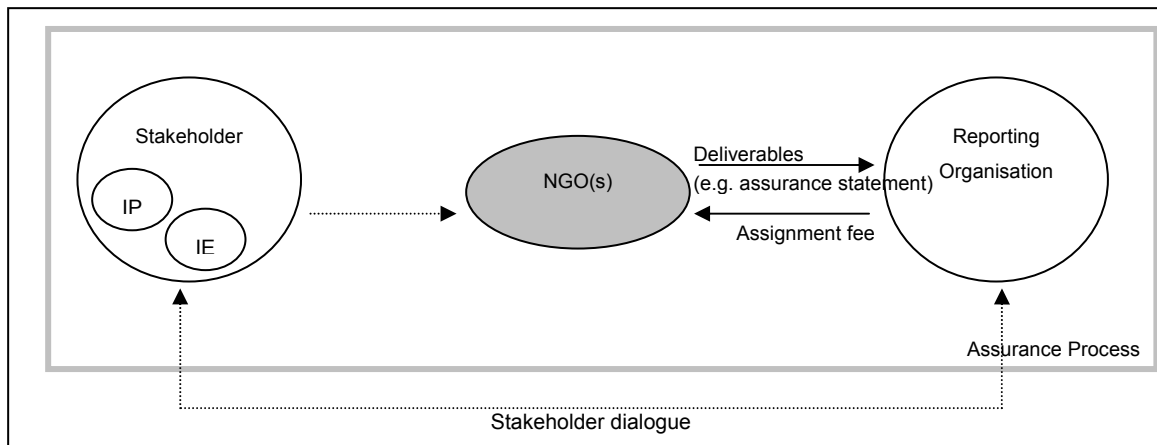 Stakeholder
IP
IE
NGO(s)
Deliverables
(e.g. assurance statement)
Assignment fee
Reporting
Organisation
Assurance Process
Stakeholder dialogue